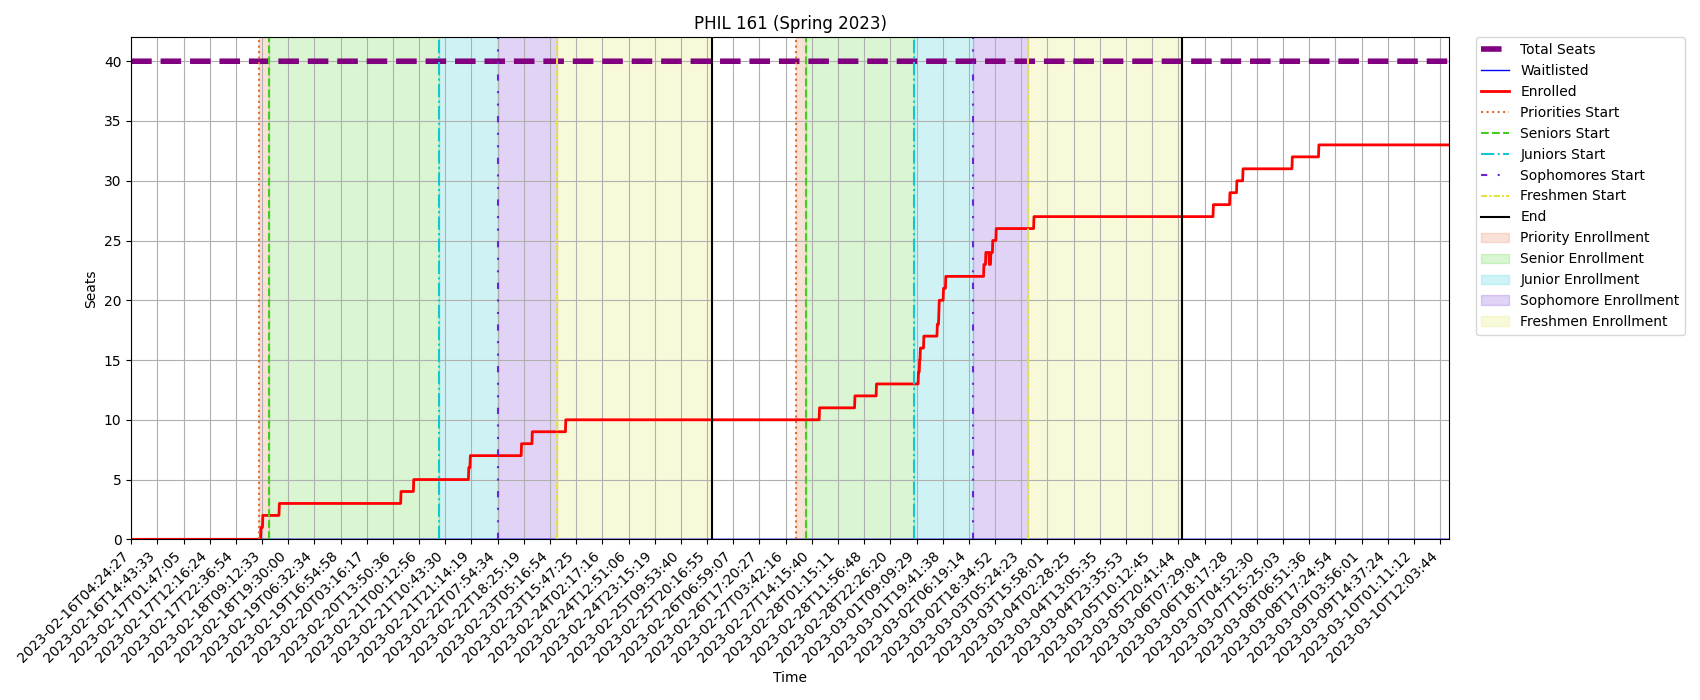 PHIL 161 (Spring 2023)
Total Seats
Waitlisted
Enrolled
Priorities Start
Seniors Start
Juniors Start
Sophomores Start
Freshmen Start
End
Priority Enrollment
Senior Enrollment
Junior Enrollment
Sophomore Enrollment
Freshmen Enrollment
Seats
40
35
30
25
20
15
10
5
0
2023-02-16T04:24:27
2023-02-16T14:43:33
2023-02-17T01:47:05
2023-02-17T12:16:24
2023-02-17T22:36:54
2023-02-18T09:12:33
2023-02-18T19:30:00
2023-02-19T06:32:34
2023-02-19T16:54:58
2023-02-20T03:16:17
2023-02-20T13:50:36
2023-02-21T00:12:56
2023-02-21T10:43:30
2023-02-21T21:14:19
2023-02-22T07:54:34
2023-02-22T18:25:19
2023-02-23T05:16:54
2023-02-23T15:47:25
2023-02-24T02:17:16
2023-02-24T12:51:06
2023-02-24T23:15:19
2023-02-25T09:53:40
2023-02-25T20:16:55
2023-02-26T06:59:07
2023-02-26T17:20:27
2023-02-27T03:42:16
2023-02-27T14:15:40
2023-02-28T01:15:11
2023-02-28T11:56:48
2023-02-28T22:26:20
2023-03-01T09:09:29
2023-03-01T19:41:38
2023-03-02T06:19:14
2023-03-02T18:34:52
2023-03-03T05:24:23
2023-03-03T15:58:01
2023-03-04T02:28:25
2023-03-04T13:05:35
2023-03-04T23:35:53
2023-03-05T10:12:45
2023-03-05T20:41:44
2023-03-06T07:29:04
2023-03-06T18:17:28
2023-03-07T04:52:30
2023-03-07T15:25:03
2023-03-08T06:51:36
2023-03-08T17:24:54
2023-03-09T03:56:01
2023-03-09T14:37:24
2023-03-10T01:11:12
2023-03-10T12:03:44
Time